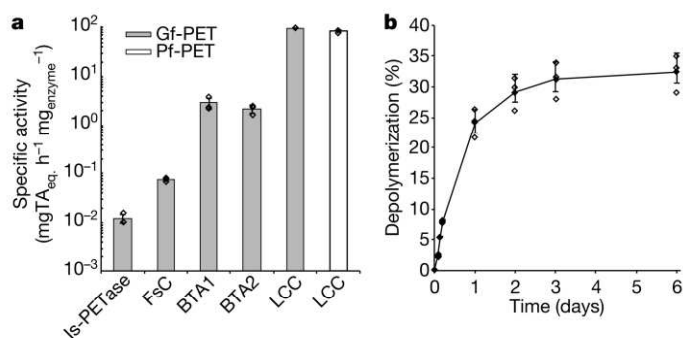 a
Gf-PET
Pf-PET
Specific activity
(mgTA_eq. h⁻¹ mg_enzyme⁻¹)
10²
10¹
10⁰
10⁻¹
10⁻²
10⁻³
Is-PETase
FsC
BTA1
BTA2
LCC
LCC
b
Depolymerization (%)
40
35
30
25
20
15
10
5
0
0 1 2 3 4 5 6
Time (days)